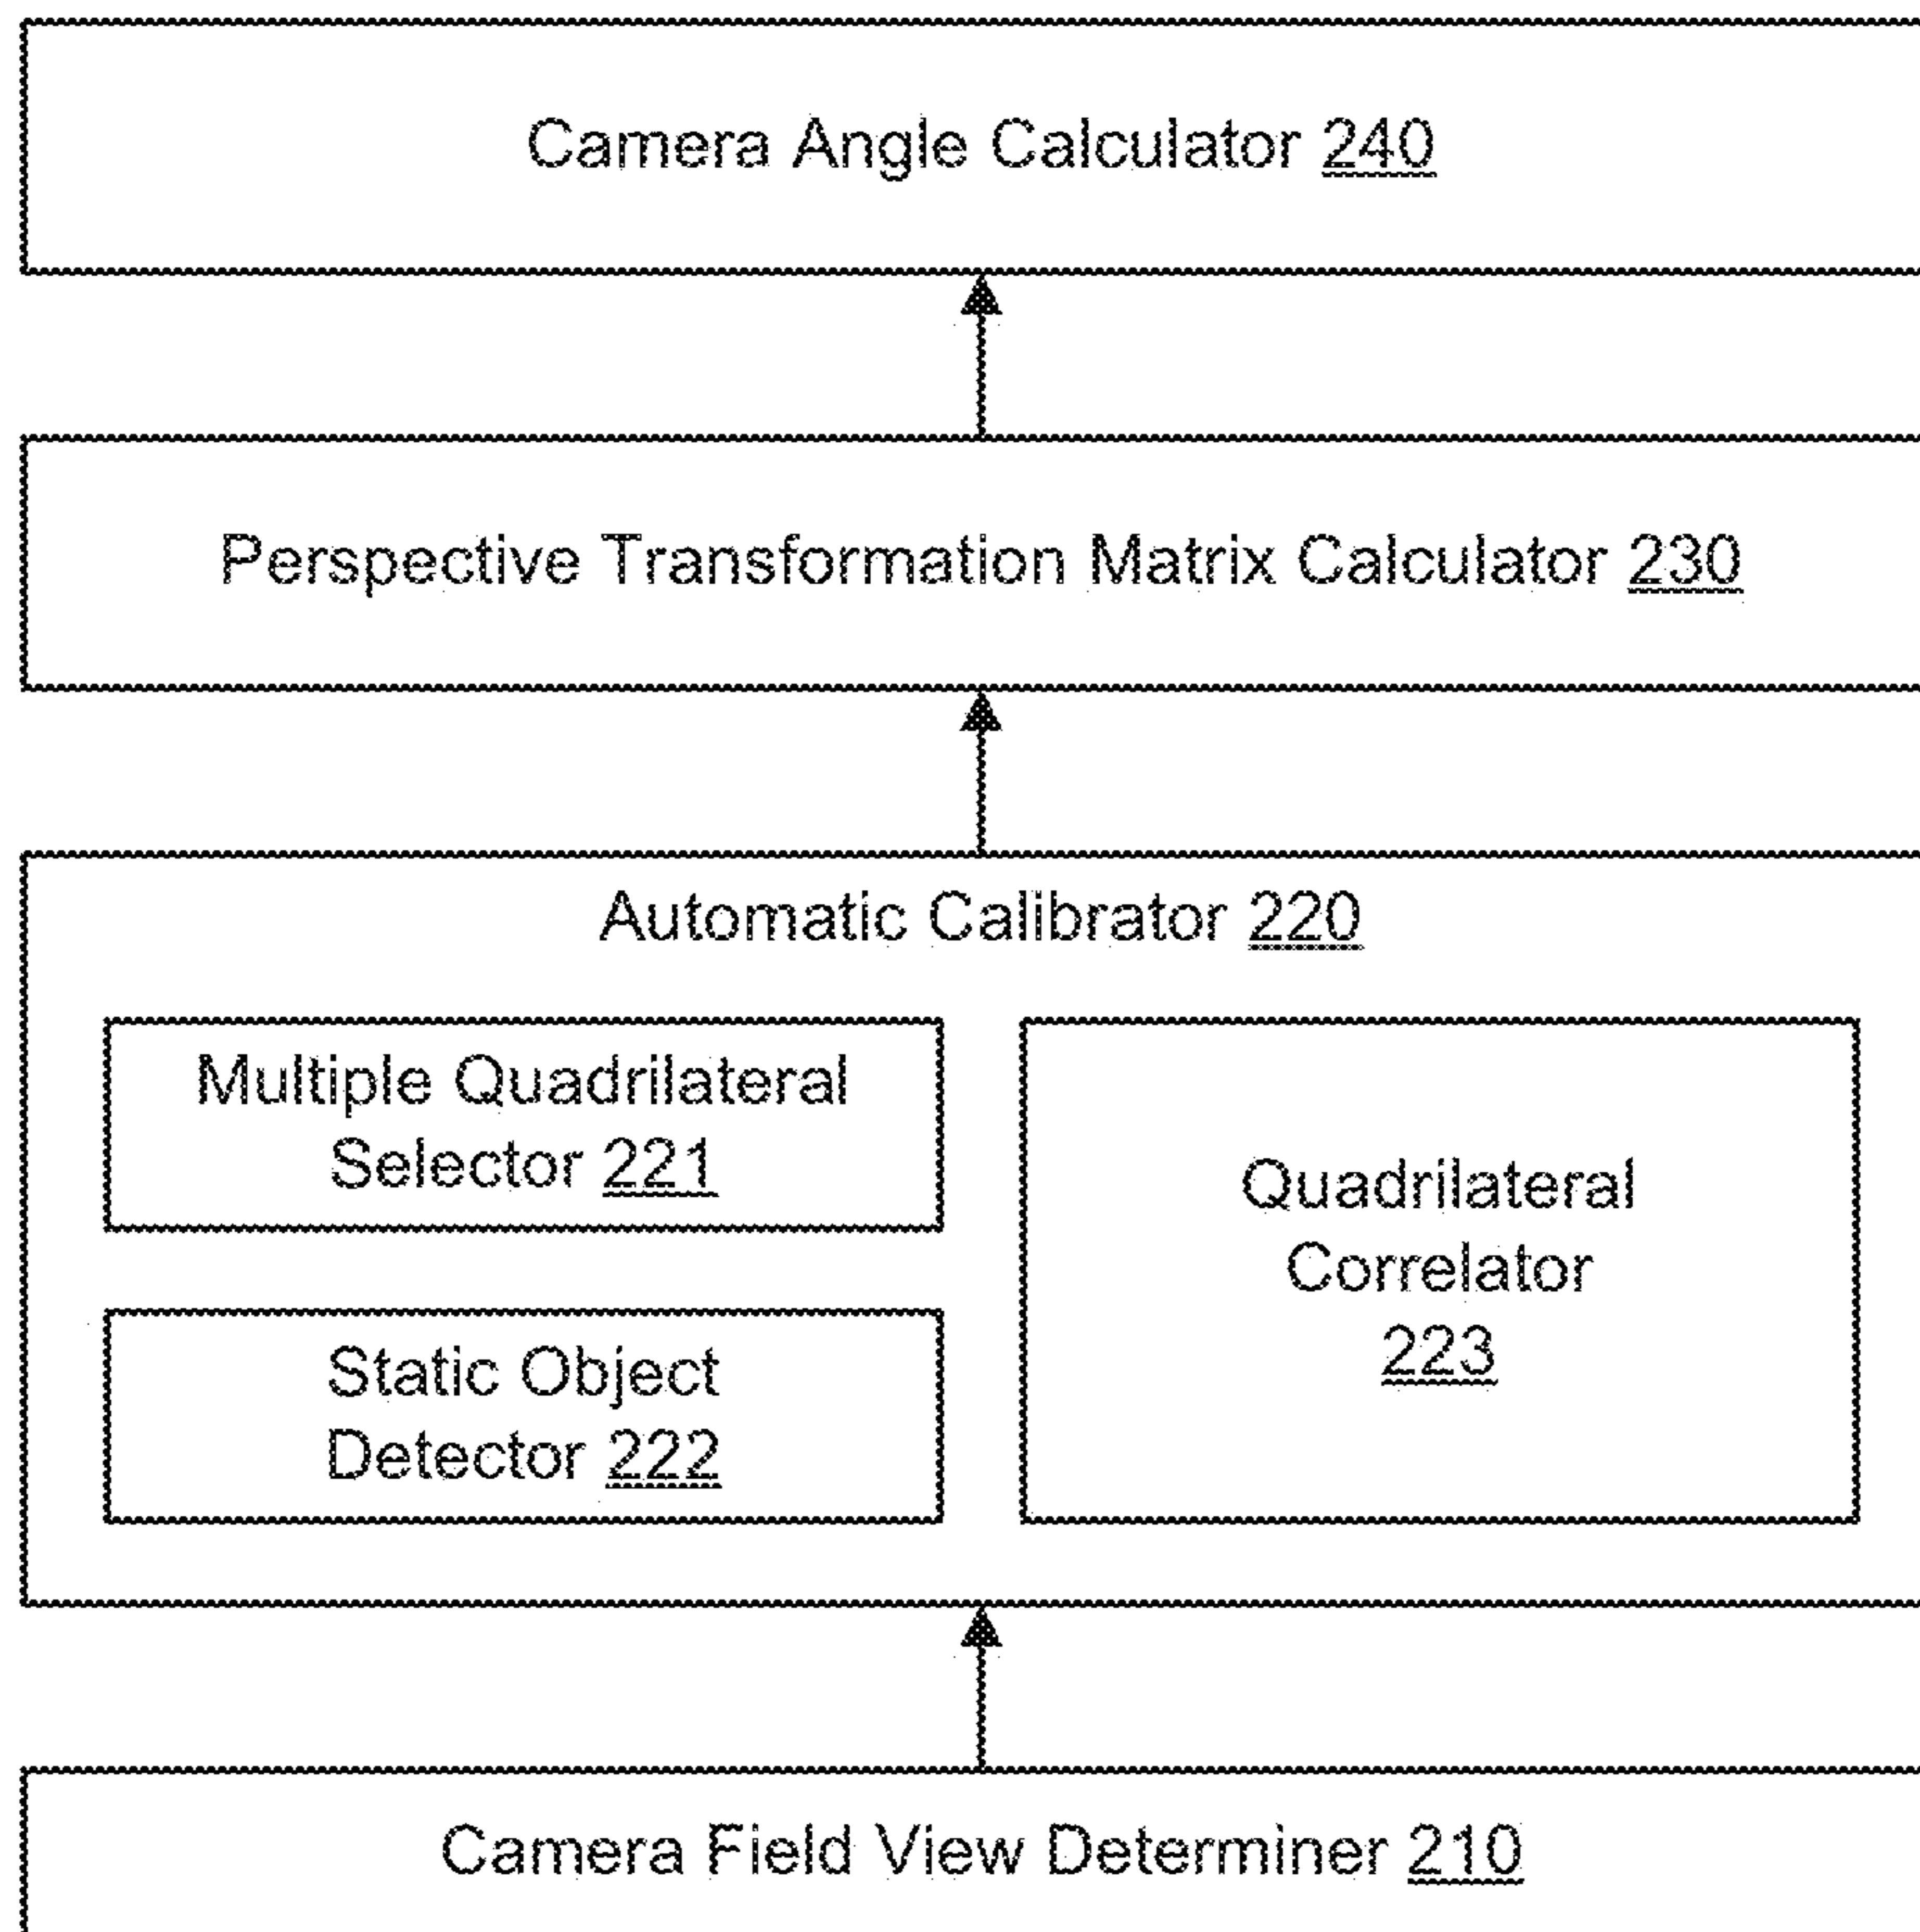 Camera Angle Calculator 240
Perspective Transformation Matrix Calculator 230
Automatic Calibrator 220
Multiple Quadrilateral
Selector 221
Static Object
Detector 222
Quadrilateral
Correlator
223
Camera Field View Determiner 210